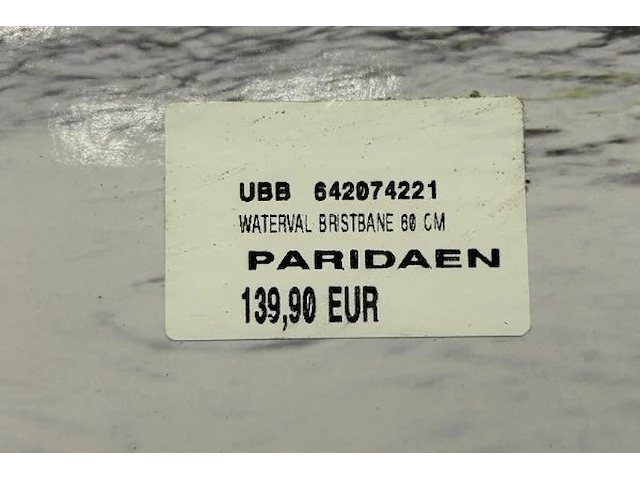 UBB 642074221
WATERVAL BRISTBANE 60 CM
PARIDAEN
139,90 EUR